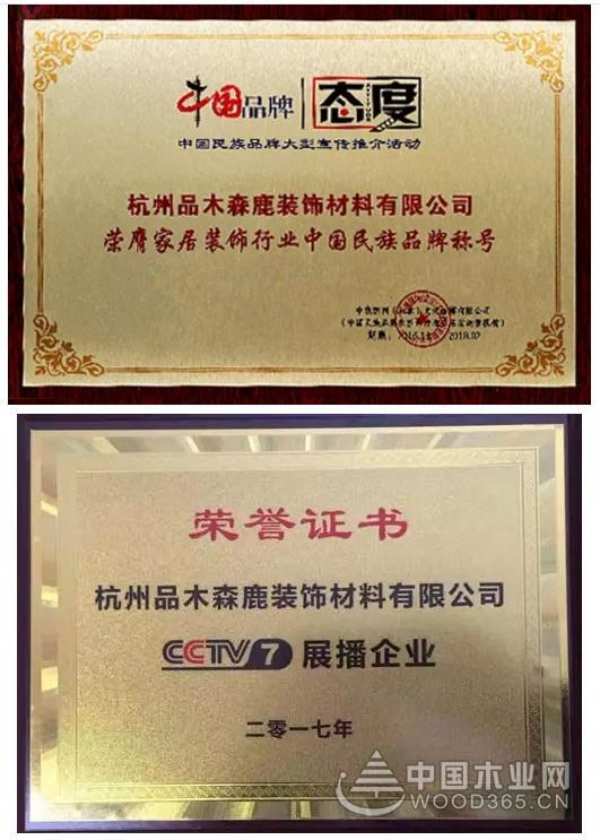 中国品牌 态度
中国民族品牌大型宣传推介活动
杭州品木森鹿装饰材料有限公司
荣膺家居装饰行业中国民族品牌称号
荣誉证书
杭州品木森鹿装饰材料有限公司
CCTV 7 展播企业
二零一七年
中国木业网
WOOD365.CN